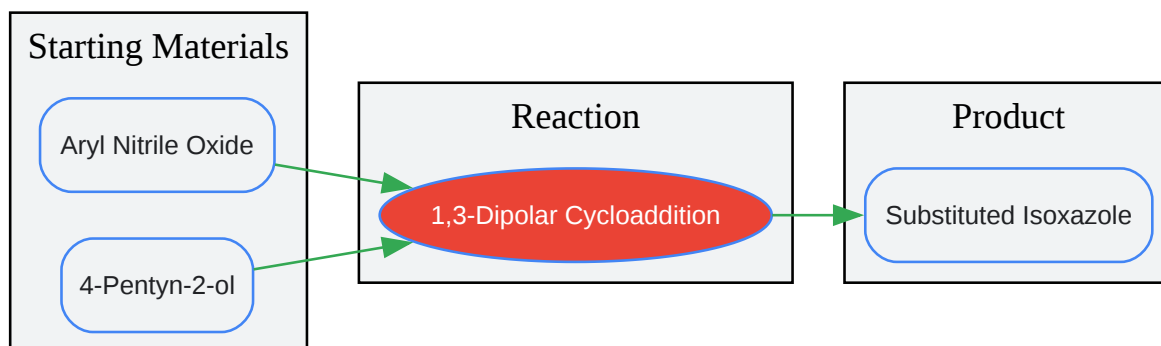 Starting Materials
Aryl Nitrile Oxide
4-Pentyn-2-ol
Reaction
1,3-Dipolar Cycloaddition
Product
Substituted Isoxazole